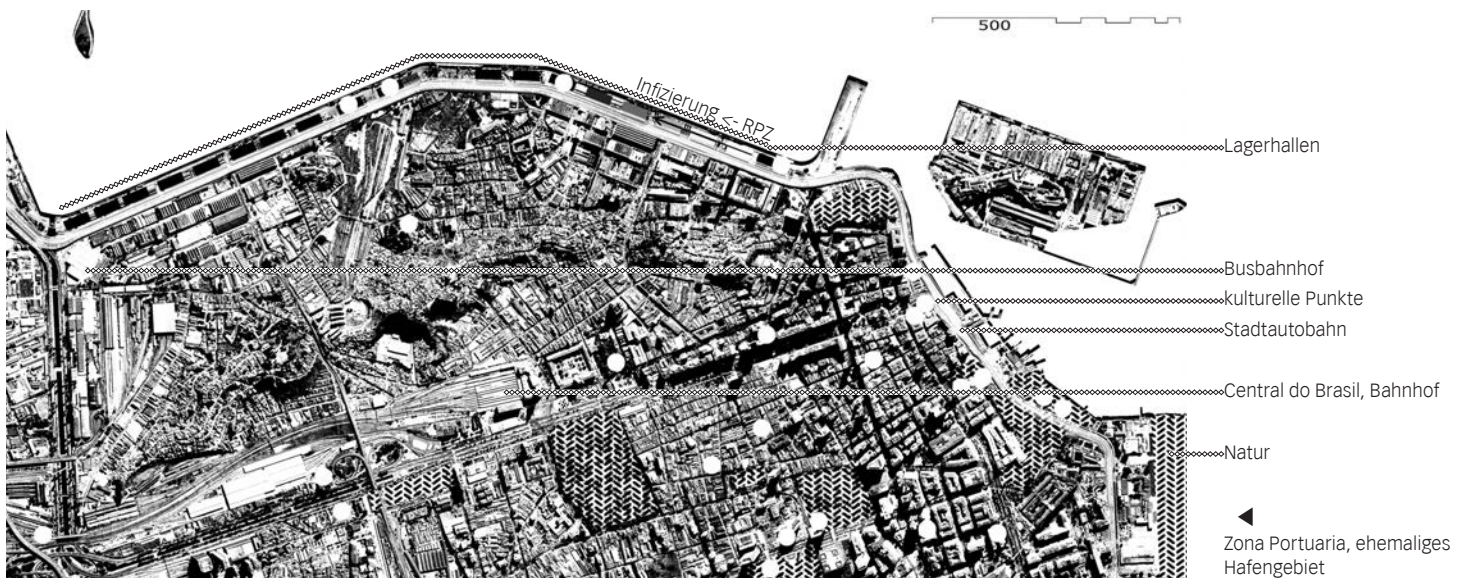 500
Infizierung <- RPZ
Lagerhallen
Busbahnhof
kulturelle Punkte
Stadtautobahn
Central do Brasil, Bahnhof
Natur
Zona Portuaria, ehemaliges
Hafengebiet